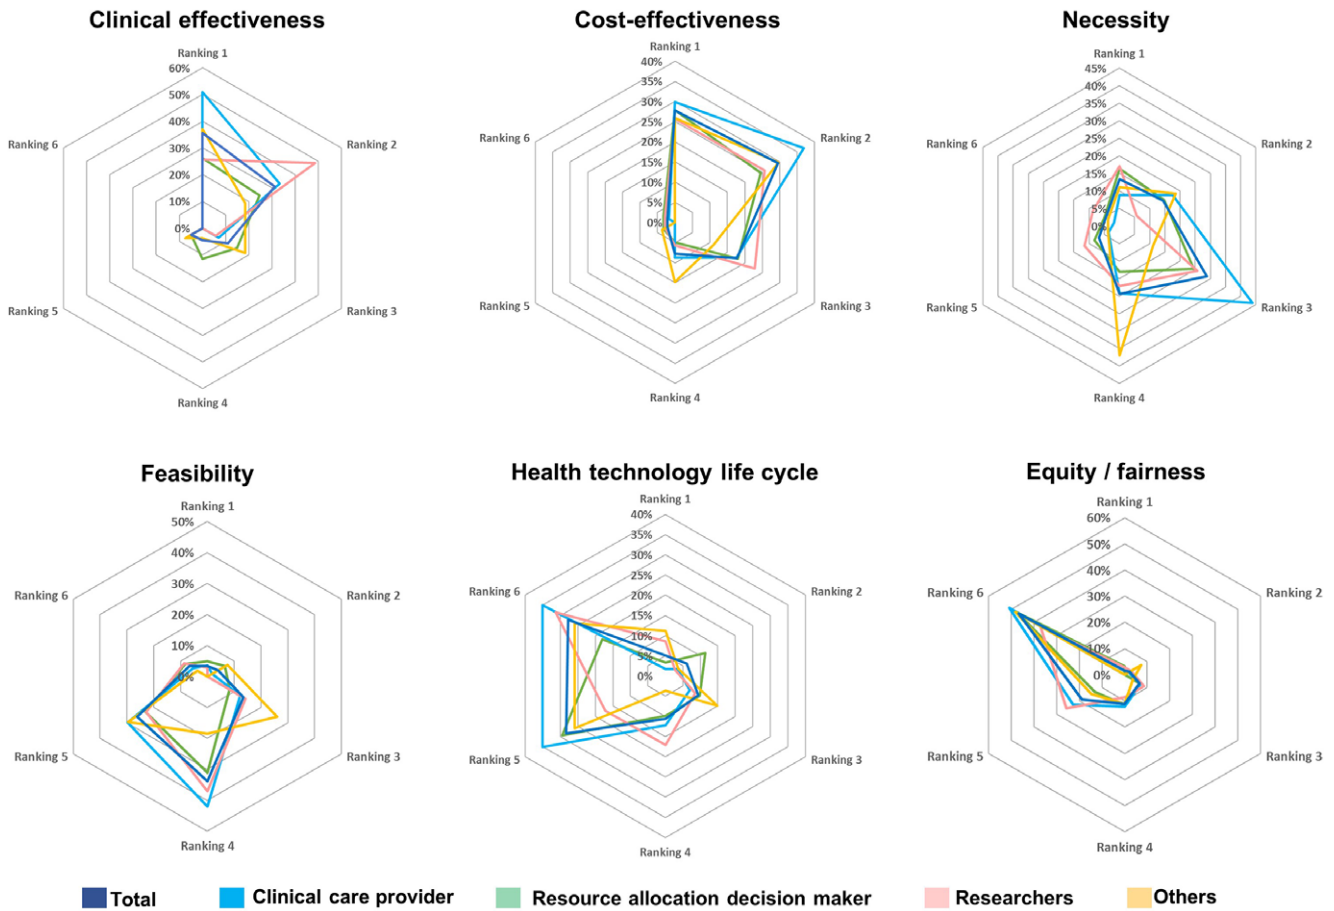 Clinical effectiveness
Ranking 1
60%
50%
40%
30%
20%
10%
0%
Ranking 2
Ranking 3
Ranking 4
Ranking 5
Ranking 6
Cost-effectiveness
Ranking 1
40%
35%
30%
25%
20%
15%
10%
5%
0%
Ranking 2
Ranking 3
Ranking 4
Ranking 5
Ranking 6
Necessity
Ranking 1
45%
40%
35%
30%
25%
20%
15%
10%
5%
0%
Ranking 2
Ranking 3
Ranking 4
Ranking 5
Ranking 6
Feasibility
Ranking 1
50%
40%
30%
20%
10%
0%
Ranking 2
Ranking 3
Ranking 4
Ranking 5
Ranking 6
Health technology life cycle
Ranking 1
40%
35%
30%
25%
20%
15%
10%
5%
0%
Ranking 2
Ranking 3
Ranking 4
Ranking 5
Ranking 6
Equity / fairness
Ranking 1
60%
50%
40%
30%
20%
10%
0%
Ranking 2
Ranking 3
Ranking 4
Ranking 5
Ranking 6
Total
Clinical care provider
Resource allocation decision maker
Researchers
Others